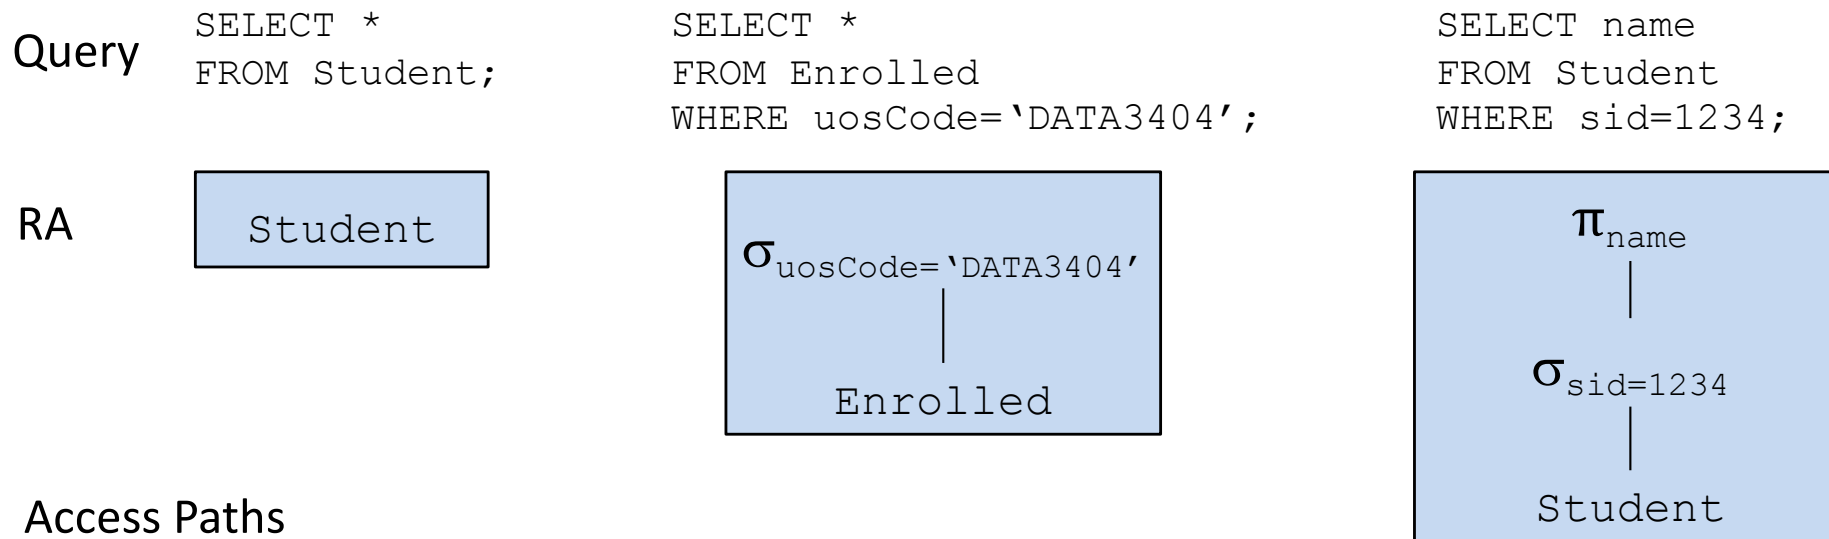 Query
SELECT *
FROM Student;
SELECT *
FROM Enrolled
WHERE uosCode=‘DATA3404’;
SELECT name
FROM Student
WHERE sid=1234;
RA
Student
σuosCode=‘DATA3404’
Enrolled
πname
σsid=1234
Student
Access Paths